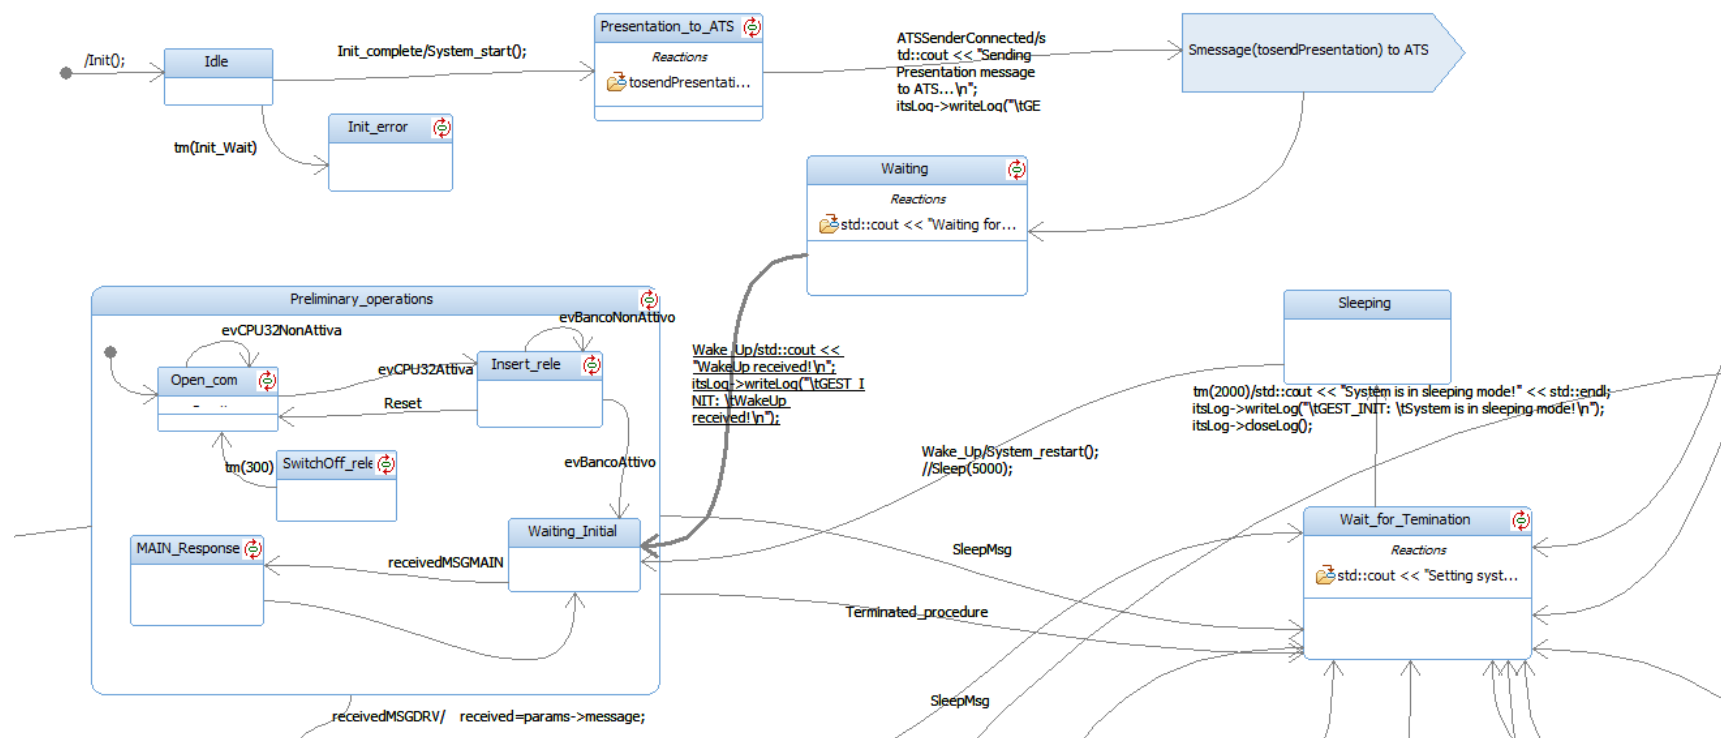 /Init();
Idle
Init_complete/System_start();
Presentation_to_ATS
Reactions
tosendPresentati...
ATSSenderConnected/s
td::cout << "Sending
Presentation message
to ATS...\n";
itsLog->writeLog("\tGE
Smessage(tosendPresentation) to ATS
tm(Init_Wait)
Init_error
Waiting
Reactions
std::cout << "Waiting for...
Preliminary_operations
evCPU32NonAttiva
evBancoNonAttivo
Open_com
evCPU32Attiva
Insert_rele
Reset
tm(300)
SwitchOff_rele
evBancoAttivo
Waiting_Initial
MAIN_Response
receivedMSGMAIN
Wake_Up/std::cout <<
"WakeUp received!\n";
itsLog->writeLog("\tGEST_I
NIT: \tWakeUp
received!\n");
Sleeping
tm(2000)/std::cout << "System is in sleeping mode!" << std::endl;
itsLog->writeLog("\tGEST_INIT: \tSystem is in sleeping mode!\n");
itsLog->closeLog();
Wake_Up/System_restart();
//Sleep(5000);
Wait_for_Temination
Reactions
std::cout << "Setting syst...
SleepMsg
Terminated_procedure
SleepMsg
receivedMSGDRV/ received=params->message;